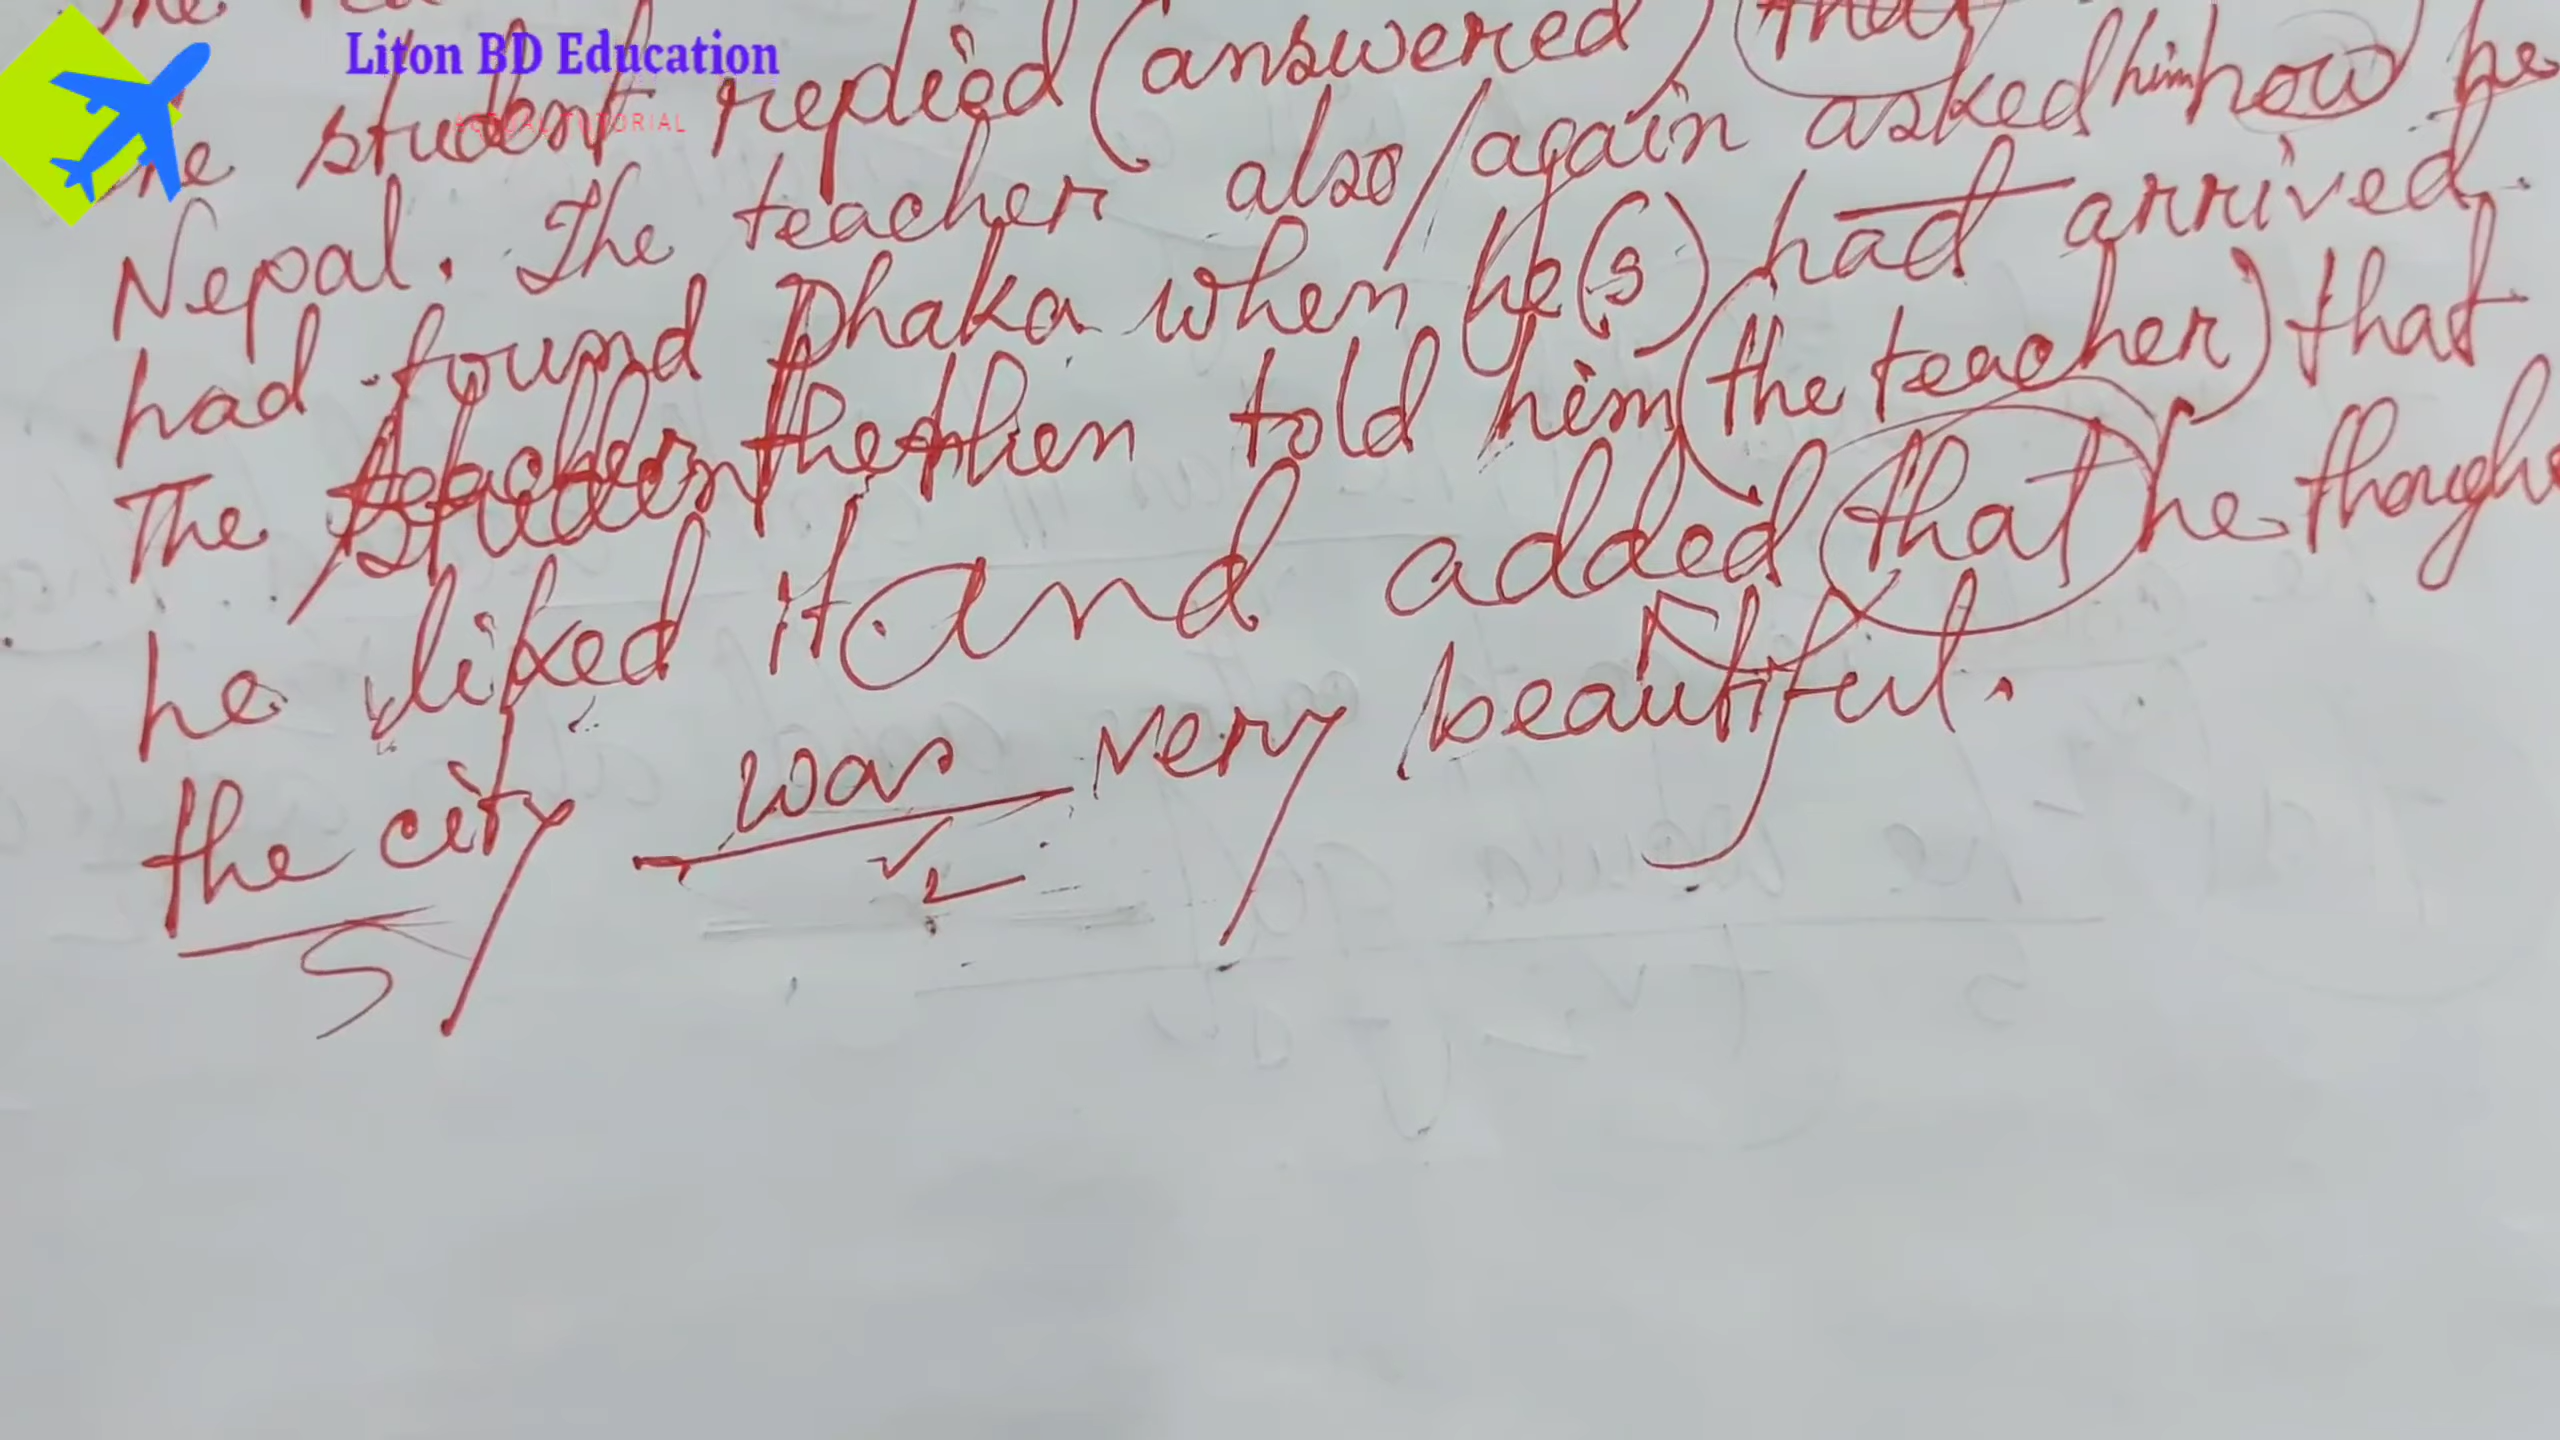 Liton BD Education
The student replied (answered) that
Nepal. The teacher also/again asked him how he
had found Dhaka when he(s) had arrived.
The student then told him (the teacher) that
he liked it and added that he though
the city was very beautiful.
S